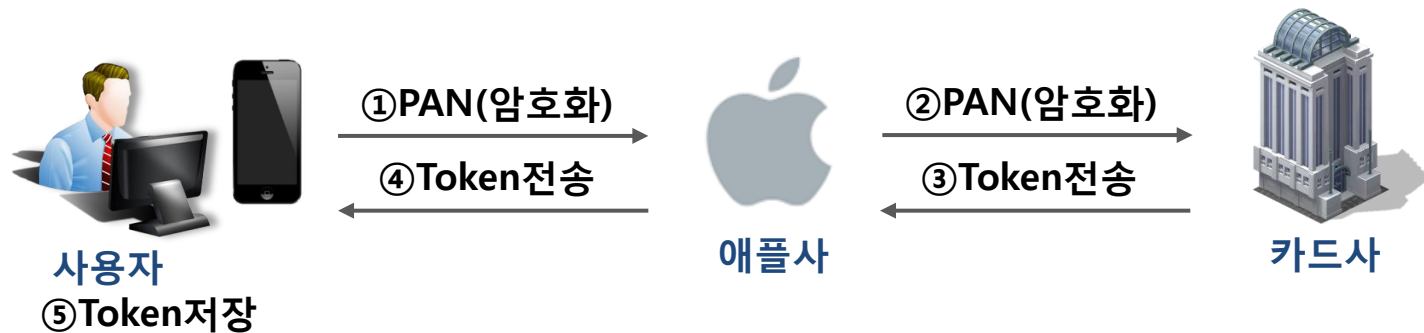 ①PAN(암호화)
②PAN(암호화)
④Token전송
③Token전송
사용자
애플사
카드사
⑤Token저장